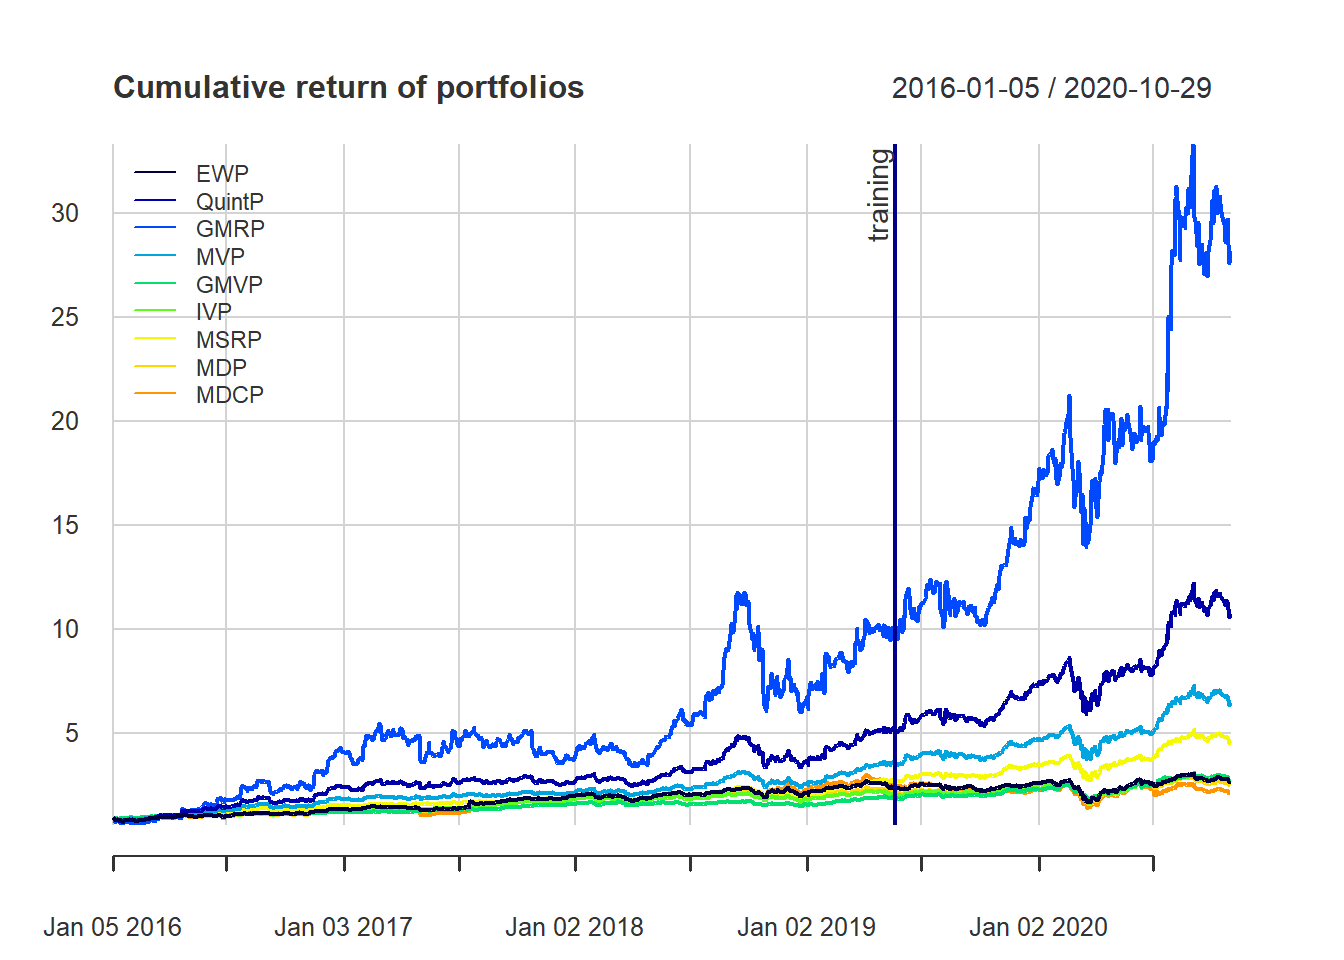 Cumulative return of portfolios
2016-01-05 / 2020-10-29
EWP
QuintP
GMRP
MVP
GMVP
IVP
MSRP
MDP
MDCP
training
30
25
20
15
10
5
Jan 05 2016
Jan 03 2017
Jan 02 2018
Jan 02 2019
Jan 02 2020